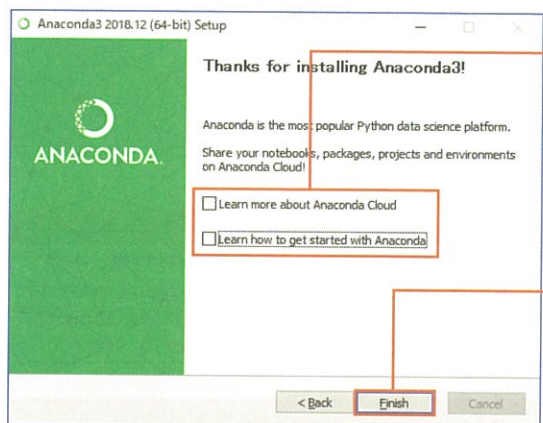 Anaconda3 2018.12 (64-bit) Setup
Thanks for installing Anaconda3!
ANACONDA.
Anaconda is the most popular Python data science platform.
Share your notebooks, packages, projects and environments
on Anaconda Cloud!
Learn more about Anaconda Cloud
Learn how to get started with Anaconda
< Back
Finish
Cancel